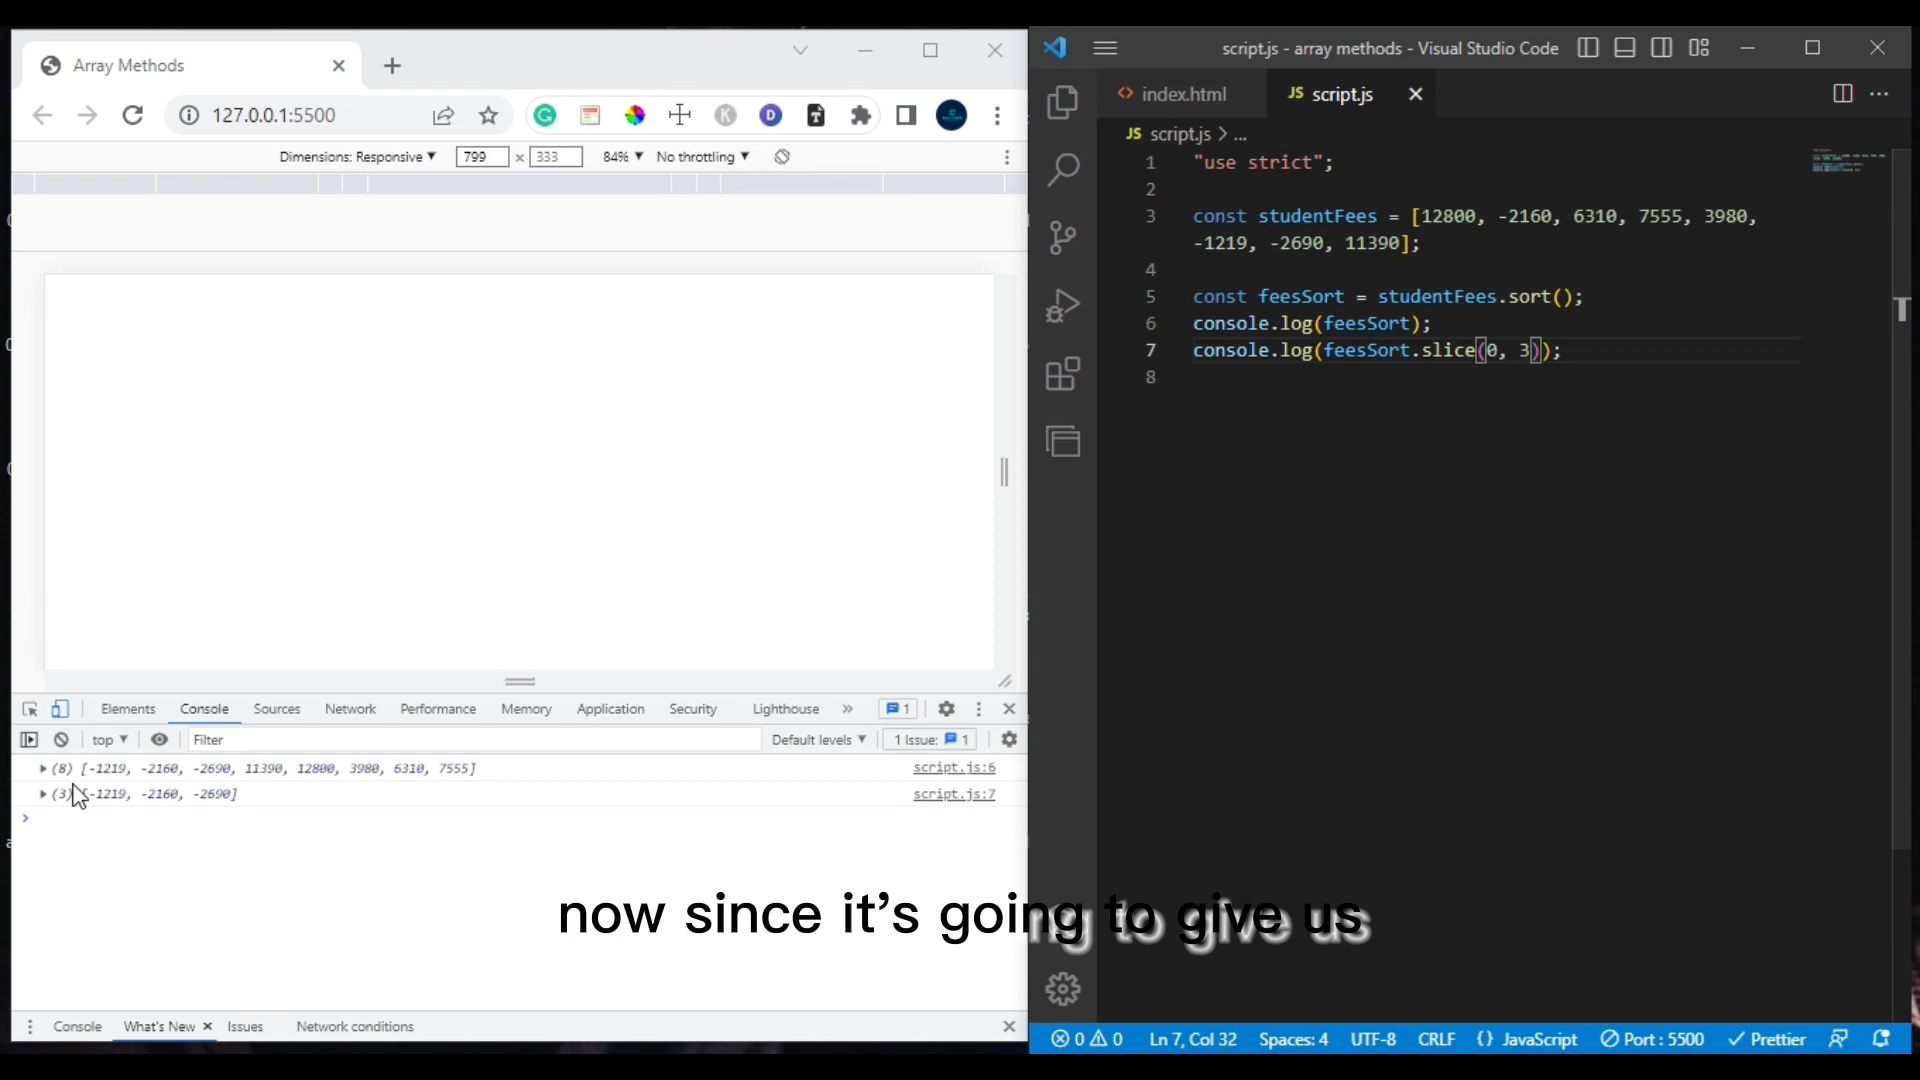 Array Methods
127.0.0.1:5500
Dimensions: Responsive ▼ 799 × 333 84% ▼ No throttling ▼
Elements Console Sources Network Performance Memory Application Security Lighthouse » 1
top ▼ Filter Default levels ▼ 1 Issue: 1
(8) [-1219, -2160, -2690, 11390, 12800, 3980, 6310, 7555] script.js:6
(3) [-1219, -2160, -2690] script.js:7
Console What's New × Issues Network conditions
script.js - array methods - Visual Studio Code
index.html JS script.js
JS script.js > ...
1 "use strict";
2
3 const studentFees = [12800, -2160, 6310, 7555, 3980,
-1219, -2690, 11390];
4
5 const feesSort = studentFees.sort();
6 console.log(feesSort);
7 console.log(feesSort.slice(0, 3));
8
now since it's going to give us
0 0 Ln 7, Col 32 Spaces: 4 UTF-8 CRLF {} JavaScript Port : 5500 Prettier